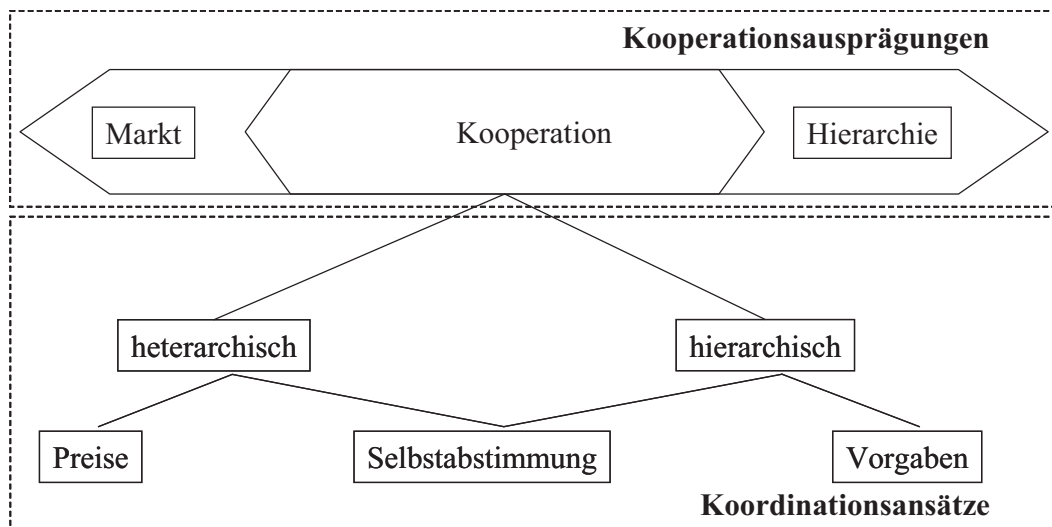 Kooperationsausprägungen
Markt
Kooperation
Hierarchie
heterarchisch
hierarchisch
Preise
Selbstabstimmung
Vorgaben
Koordinationsansätze